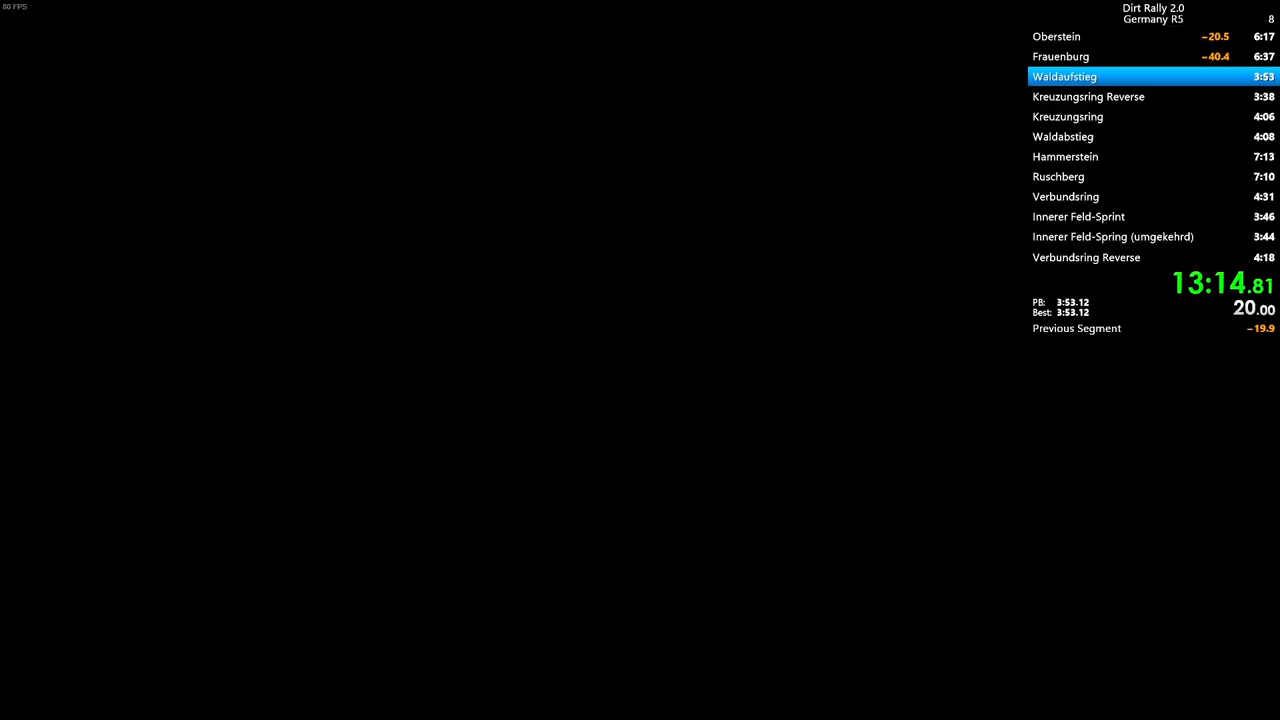 60 FPS
Dirt Rally 2.0
Germany R5 8
Oberstein −20.5 6:17
Frauenburg −40.4 6:37
Waldaufstieg 3:53
Kreuzungsring Reverse 3:38
Kreuzungsring 4:06
Waldabstieg 4:08
Hammerstein 7:13
Ruschberg 7:10
Verbundsring 4:31
Innerer Feld-Sprint 3:46
Innerer Feld-Spring (umgekehrd) 3:44
Verbundsring Reverse 4:18
13:14.81
PB: 3:53.12
Best: 3:53.12
20.00
Previous Segment −19.9